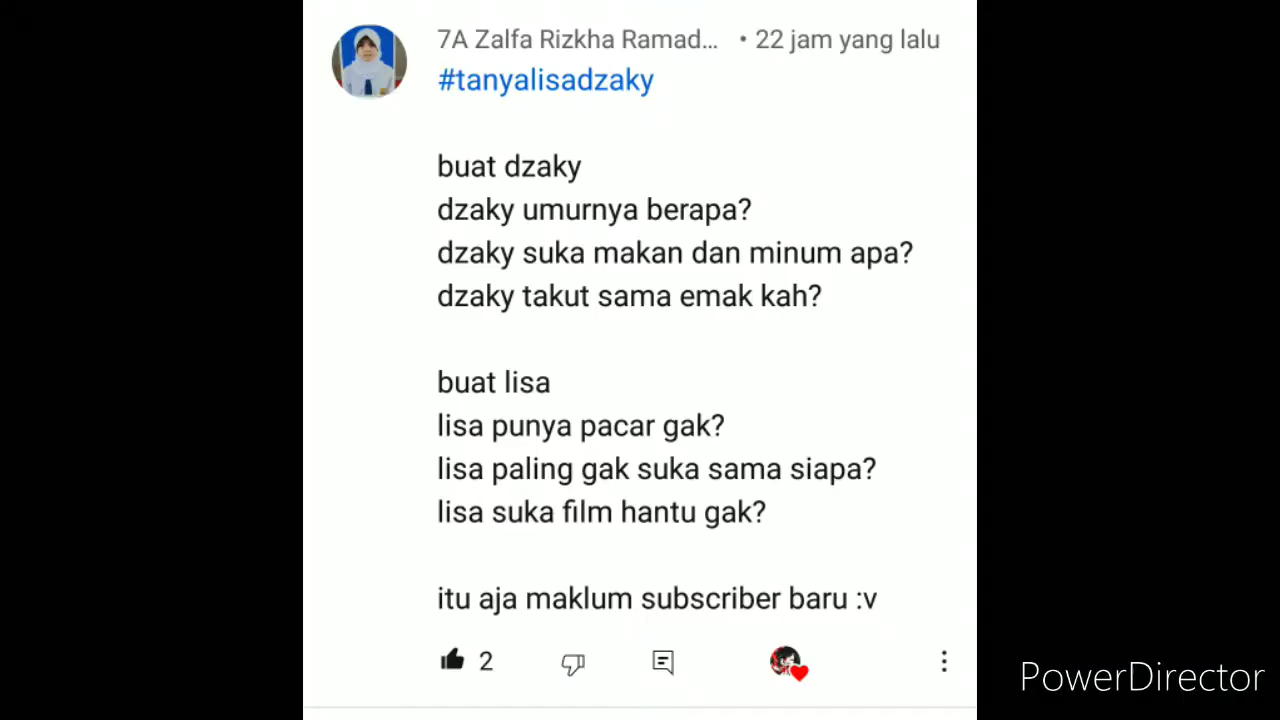 7A Zalfa Rizkha Ramad... • 22 jam yang lalu
#tanyalisadzaky
buat dzaky
dzaky umurnya berapa?
dzaky suka makan dan minum apa?
dzaky takut sama emak kah?
buat lisa
lisa punya pacar gak?
lisa paling gak suka sama siapa?
lisa suka film hantu gak?
itu aja maklum subscriber baru :v
2
PowerDirector